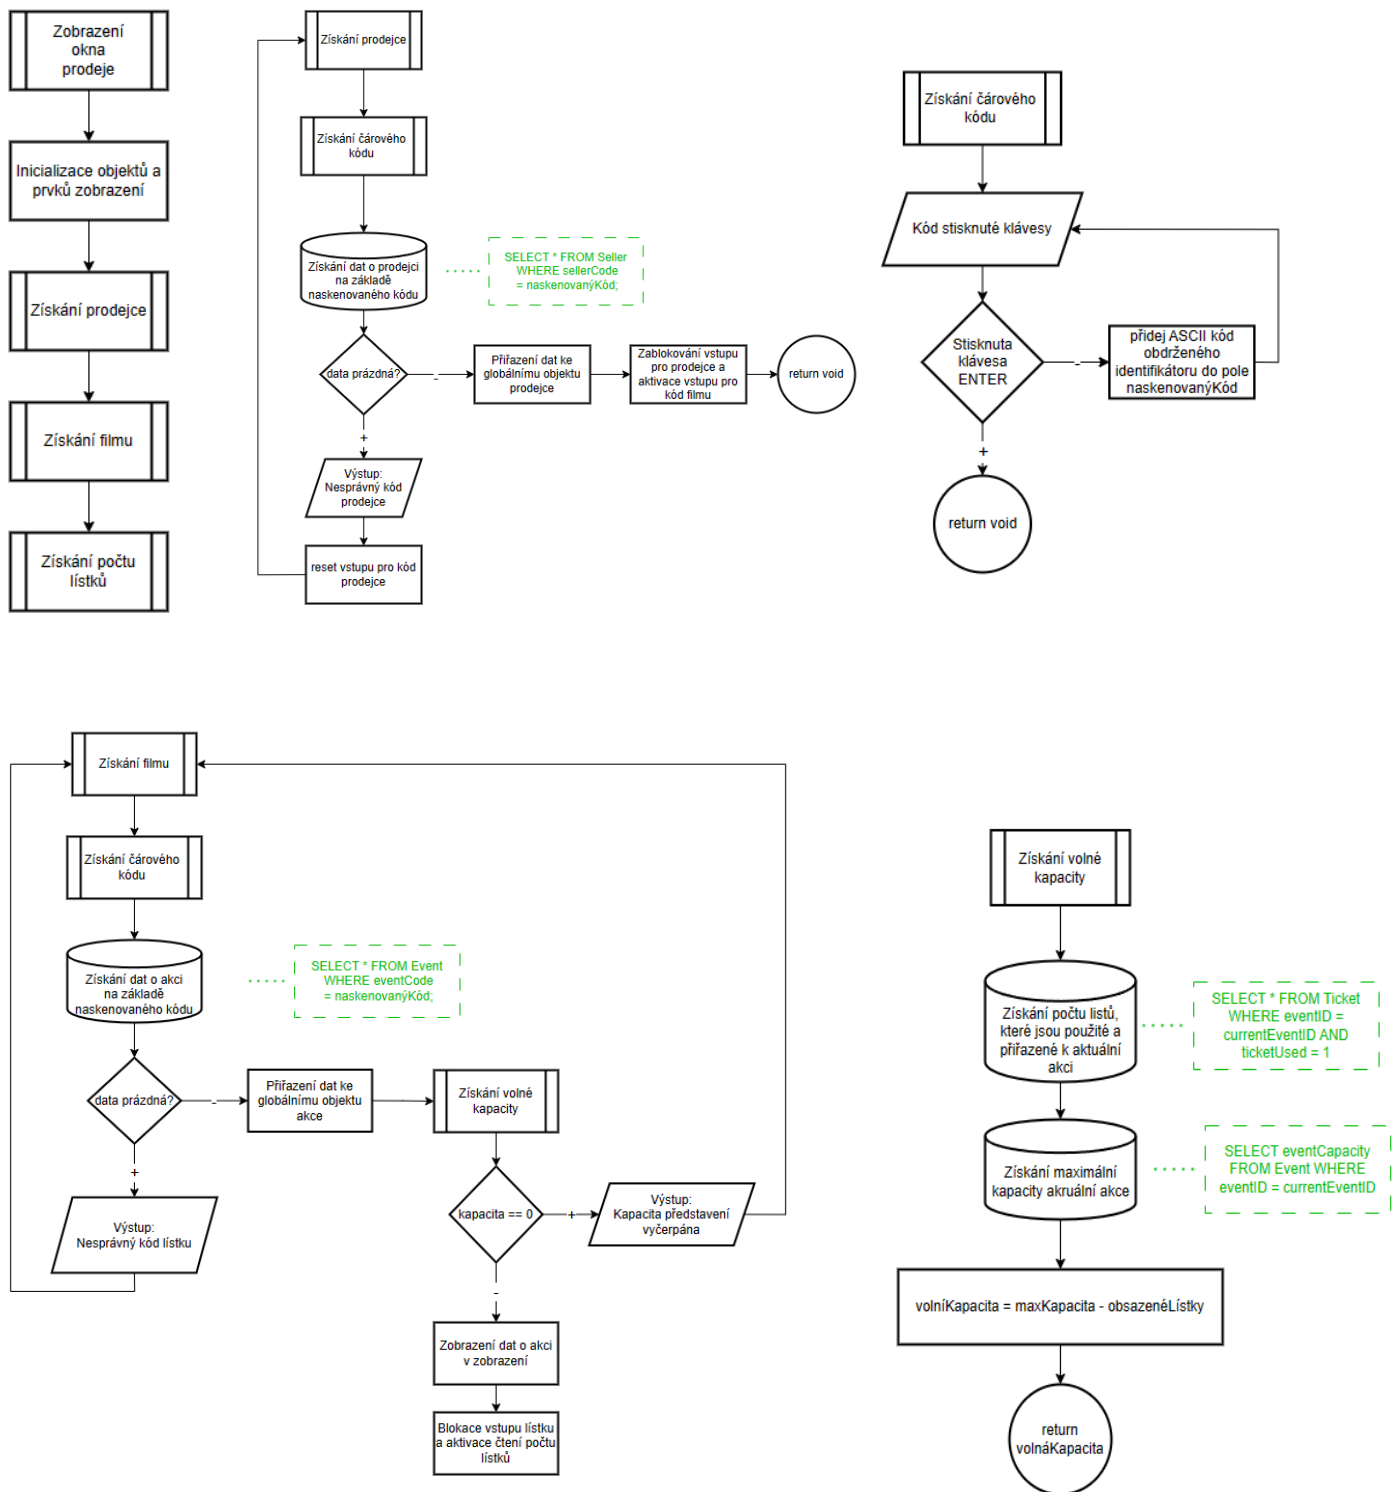 Zobrazení
okna
prodeje
Inicializace objektů a
prvků zobrazení
Získání prodejce
Získání filmu
Získání počtu
lístků
Získání prodejce
Získání čárového
kódu
Získání dat o prodejci
na základě
naskenovaného kódu
SELECT * FROM Seller
WHERE sellerCode
= naskenovanýKód;
data prázdná?
-
Přiřazení dat ke
globálnímu objektu
prodejce
Zablokování vstupu
pro prodejce a
aktivace vstupu pro
kód filmu
return void
+
Výstup:
Nesprávný kód
prodejce
reset vstupu pro kód
prodejce
Získání čárového
kódu
Kód stisknuté klávesy
Stisknuta
klávesa
ENTER
-
přidej ASCII kód
obdrženého
identifikátoru do pole
naskenovanýKód
+
return void
Získání filmu
Získání čárového
kódu
Získání dat o akci
na základě
naskenovaného kódu
SELECT * FROM Event
WHERE eventCode
= naskenovanýKód;
data prázdná?
-
Přiřazení dat ke
globálnímu objektu
akce
Získání volné
kapacity
+
Výstup:
Nesprávný kód lístku
kapacita == 0
+
Výstup:
Kapacita představení
vyčerpána
-
Zobrazení dat o akci
v zobrazení
Blokace vstupu lístku
a aktivace čtení počtu
lístků
Získání volné
kapacity
Získání počtu listů,
které jsou použité a
přiřazené k aktuální
akci
SELECT * FROM Ticket
WHERE eventID =
currentEventID AND
ticketUsed = 1
Získání maximální
kapacity akruální akce
SELECT eventCapacity
FROM Event WHERE
eventID = currentEventID
volníKapacita = maxKapacita - obsazenéLístky
return
volnáKapacita